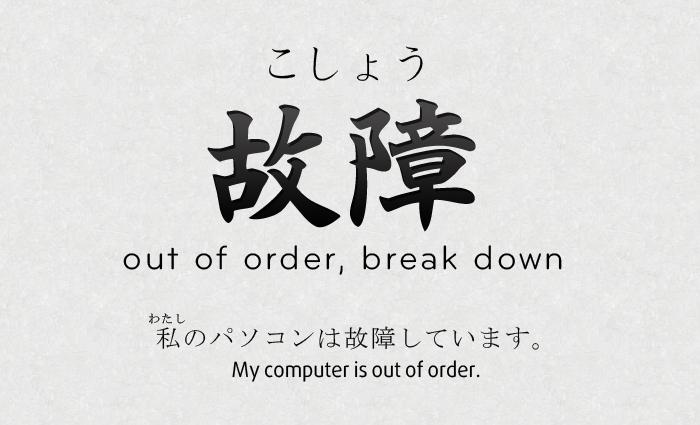 こしょう
故障
out of order, break down
わたし
私のパソコンは故障しています。
My computer is out of order.